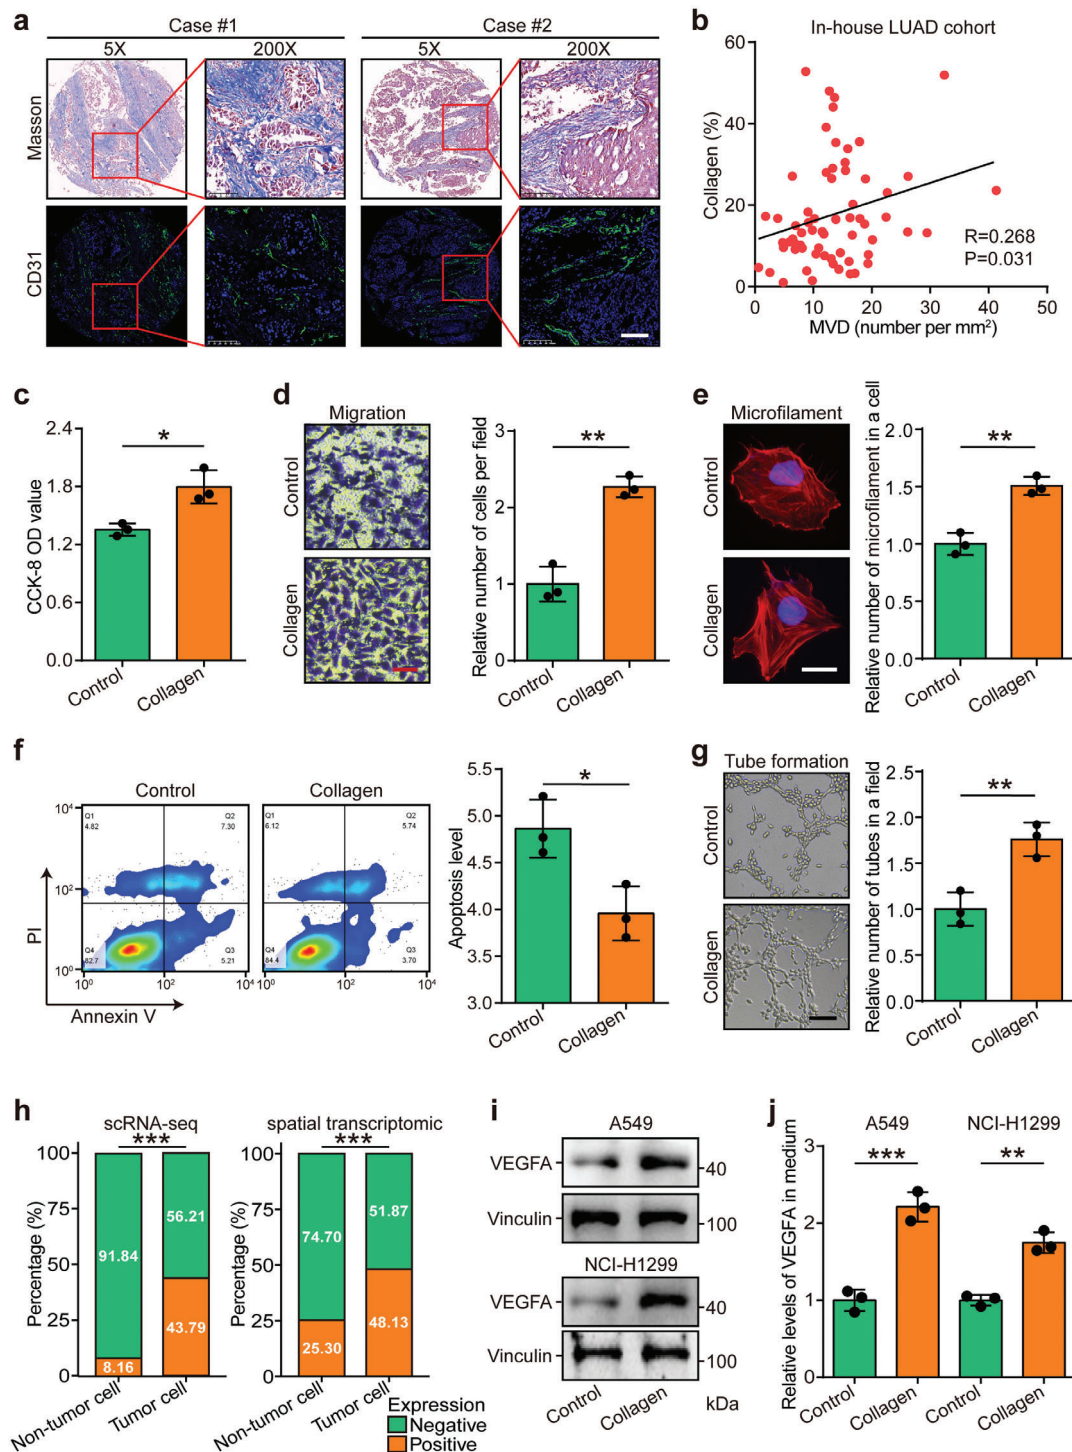 a
Case #1
Case #2
5X
200X
5X
200X
Masson
CD31
b
In-house LUAD cohort
Collagen (%)
60
40
20
0
R=0.268
P=0.031
0 10 20 30 40 50
MVD (number per mm²)
c
*
CCK-8 OD value
2.4
1.8
1.2
0.6
0.0
Control
Collagen
d
Migration
Control
Collagen
**
Relative number of cells per field
3
2
1
0
Control
Collagen
e
Microfilament
Control
Collagen
**
Relative number of microfilament in a cell
2.0
1.5
1.0
0.5
0.0
Control
Collagen
f
Control
Collagen
PI
10⁴
10²
10⁰
Q1
4.82
Q2
7.30
Q4
82.7
Q3
5.21
10⁰ 10² 10⁴
10⁴
10²
10⁰
Q1
6.12
Q2
5.74
Q4
84.4
Q3
3.70
10⁰ 10² 10⁴
Annexin V
*
Apoptosis level
5.5
5.0
4.5
4.0
3.5
3.0
Control
Collagen
g
Tube formation
Control
Collagen
**
Relative number of tubes in a field
2.5
2.0
1.5
1.0
0.5
0.0
Control
Collagen
h
scRNA-seq
***
Percentage (%)
100
75
50
25
0
91.84
8.16
56.21
43.79
Non-tumor cell
Tumor cell
spatial transcriptomic
***
Percentage (%)
100
75
50
25
0
74.70
25.30
51.87
48.13
Non-tumor cell
Tumor cell
Expression
Negative
Positive
i
A549
VEGFA
40
Vinculin
100
NCI-H1299
VEGFA
40
Vinculin
100
Control
Collagen
kDa
j
A549
NCI-H1299
***
**
Relative levels of VEGFA in medium
3
2
1
0
Control
Collagen
Control
Collagen